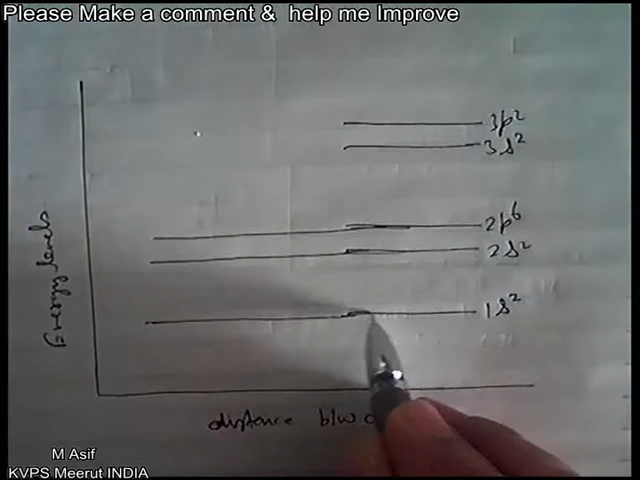 Please Make a comment & help me Improve
3p²
3s²
2p⁶
2s²
1s²
Energy levels
distance b/w
M Asif
KVPS Meerut INDIA